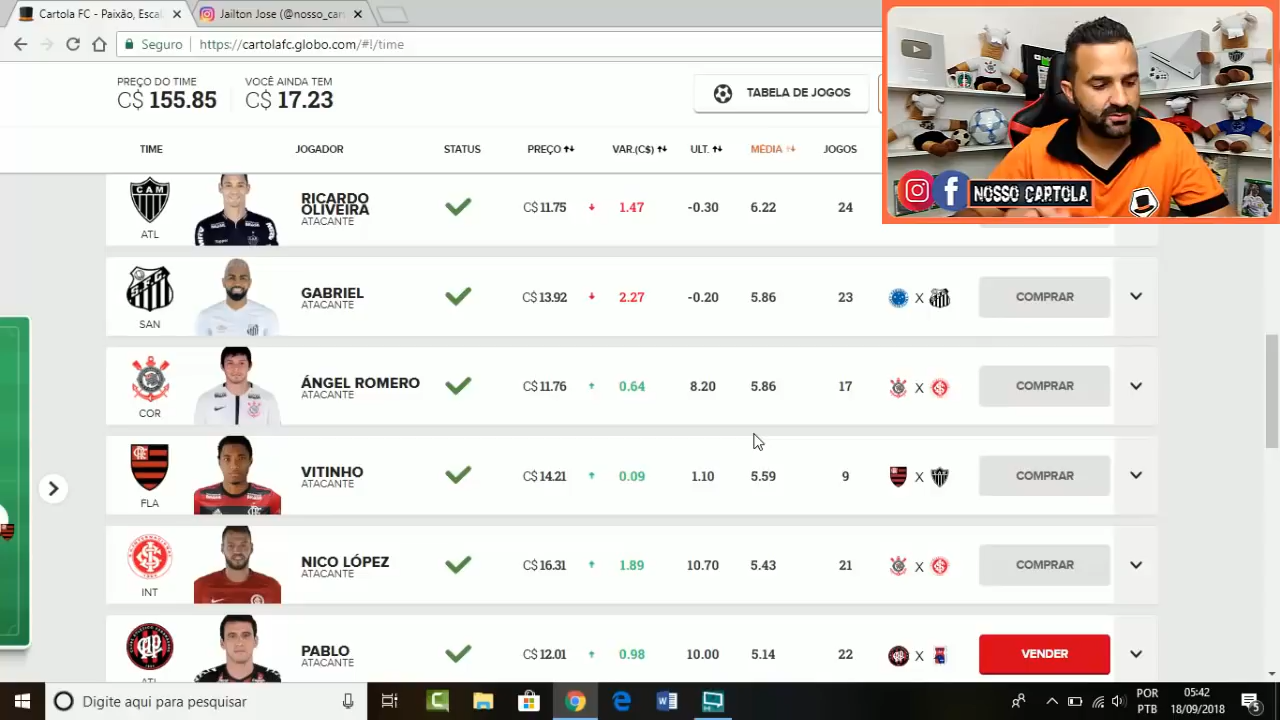 Cartola FC - Paixão, Esca
Jailton Jose (@nosso_car
Seguro
https://cartolafc.globo.com/#!/time
PREÇO DO TIME
C$ 155.85
VOCÊ AINDA TEM
C$ 17.23
TABELA DE JOGOS
NOSSO CARTOLA
TIME JOGADOR STATUS PREÇO VAR.(C$) ULT. MÉDIA JOGOS
CAM
ATL
RICARDO
OLIVEIRA
ATACANTE
C$ 11.75 1.47 -0.30 6.22 24
SAN
GABRIEL
ATACANTE
C$ 13.92 2.27 -0.20 5.86 23 X COMPRAR
COR
ÁNGEL ROMERO
ATACANTE
C$ 11.76 0.64 8.20 5.86 17 X COMPRAR
FLA
VITINHO
ATACANTE
C$ 14.21 0.09 1.10 5.59 9 X COMPRAR
INT
NICO LÓPEZ
ATACANTE
C$ 16.31 1.89 10.70 5.43 21 X COMPRAR
PABLO
ATACANTE
C$ 12.01 0.98 10.00 5.14 22 X VENDER
Digite aqui para pesquisar
POR
PTB
05:42
18/09/2018
5